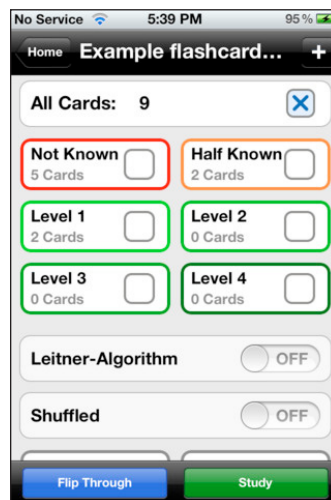 No Service 5:39 PM 95%
Home Example flashcard... +
All Cards: 9
Not Known Half Known
5 Cards 2 Cards
Level 1 Level 2
2 Cards 0 Cards
Level 3 Level 4
0 Cards 0 Cards
Leitner-Algorithm OFF
Shuffled OFF
Flip Through Study